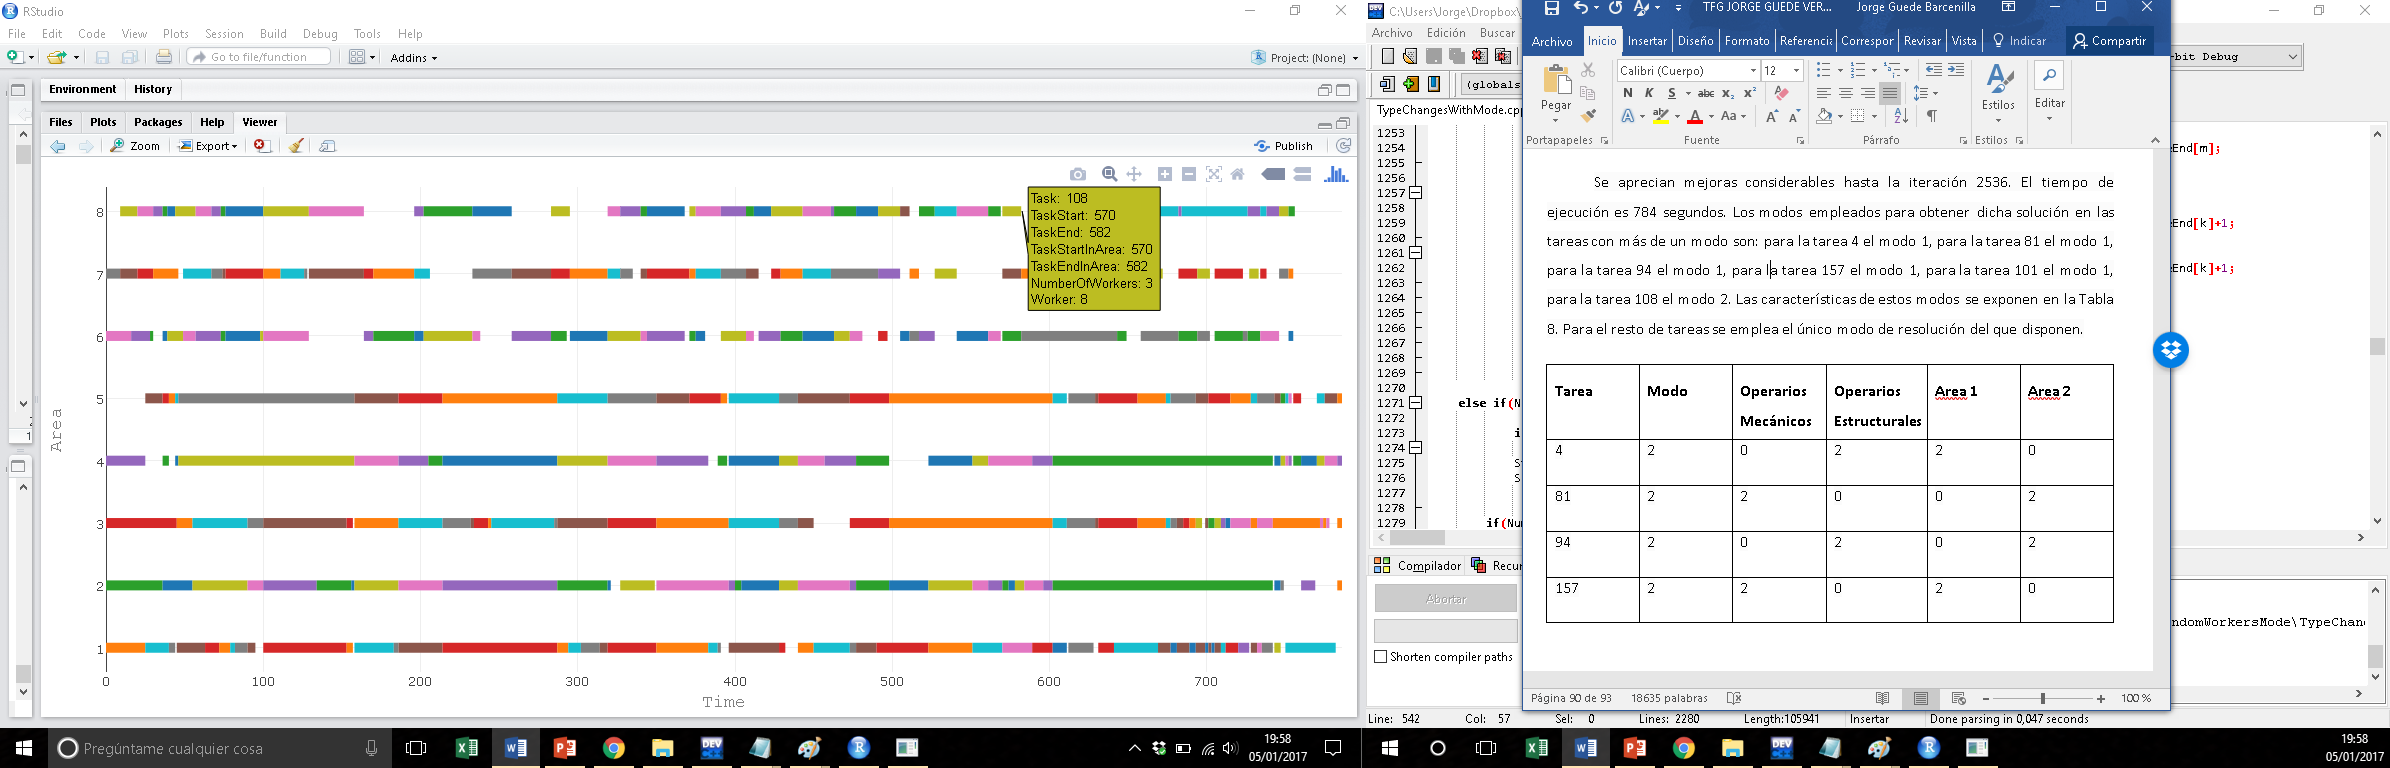 RStudio
File Edit Code View Plots Session Build Debug Tools Help
Go to file/function
Addins
Project: (None)
Environment History
Files Plots Packages Help Viewer
Zoom Export Publish
8
7
6
5
4
3
2
1
Area
Task: 108
TaskStart: 570
TaskEnd: 582
TaskStartInArea: 570
TaskEndInArea: 582
NumberOfWorkers: 3
Worker: 8
0 100 200 300 400 500 600 700
Time
C:\Users\Jorge\Dropbox\
Archivo Edición Buscar
(globals
-bit Debug
TypeChangesWithMode.cpp
1253
1254
1255
1256
1257
1258
1259
1260
1261
1262
1263
1264
1265
1266
1267
1268
1269
1270
1271 else if(N
1272
1273 i
1274
1275 S
1276 S
1277
1278
1279 if(Num
eEnd[m];
eEnd[k]+1;
eEnd[k]+1;
Compilador Recur
Abortar
Shorten compiler paths
ndomWorkersMode\TypeChan
Line: 542 Col: 57 Sel: 0 Lines: 2280 Length:105941 Insertar Done parsing in 0,047 seconds
TFG JORGE GUEDE VER... Jorge Guede Barcenilla
Archivo Inicio Insertar Diseño Formato Referencia Correspor Revisar Vista Indicar Compartir
Pegar
Portapapeles
Calibri (Cuerpo) 12
N K S abc x₂ x²
A aby A Aa A A
Fuente
Párrafo
Estilos
Estilos
Editar
Se aprecian mejoras considerables hasta la iteración 2536. El tiempo de
ejecución es 784 segundos. Los modos empleados para obtener dicha solución en las
tareas con más de un modo son: para la tarea 4 el modo 1, para la tarea 81 el modo 1,
para la tarea 94 el modo 1, para la tarea 157 el modo 1, para la tarea 101 el modo 1,
para la tarea 108 el modo 2. Las características de estos modos se exponen en la Tabla
8. Para el resto de tareas se emplea el único modo de resolución del que disponen.
Tarea Modo Operarios Mecánicos Operarios Estructurales Area 1 Area 2
4 2 0 2 2 0
81 2 2 0 0 2
94 2 0 2 0 2
157 2 2 0 2 0
Página 90 de 93 18635 palabras 100 %
Pregúntame cualquier cosa
19:58
05/01/2017
19:58
05/01/2017